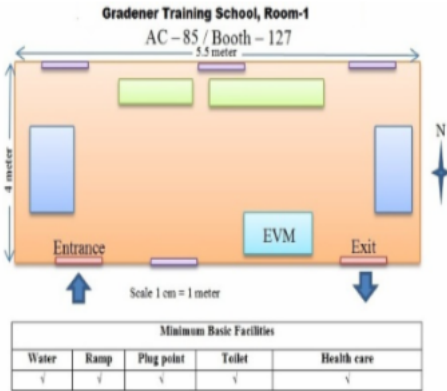 Gradener Training School, Room-1
AC – 85 / Booth – 127
5.5 meter
4 meter
N
EVM
Entrance
Exit
Scale 1 cm = 1 meter
Minimum Basic Facilities
Water Ramp Plug point Toilet Health care
√ √ √ √ √